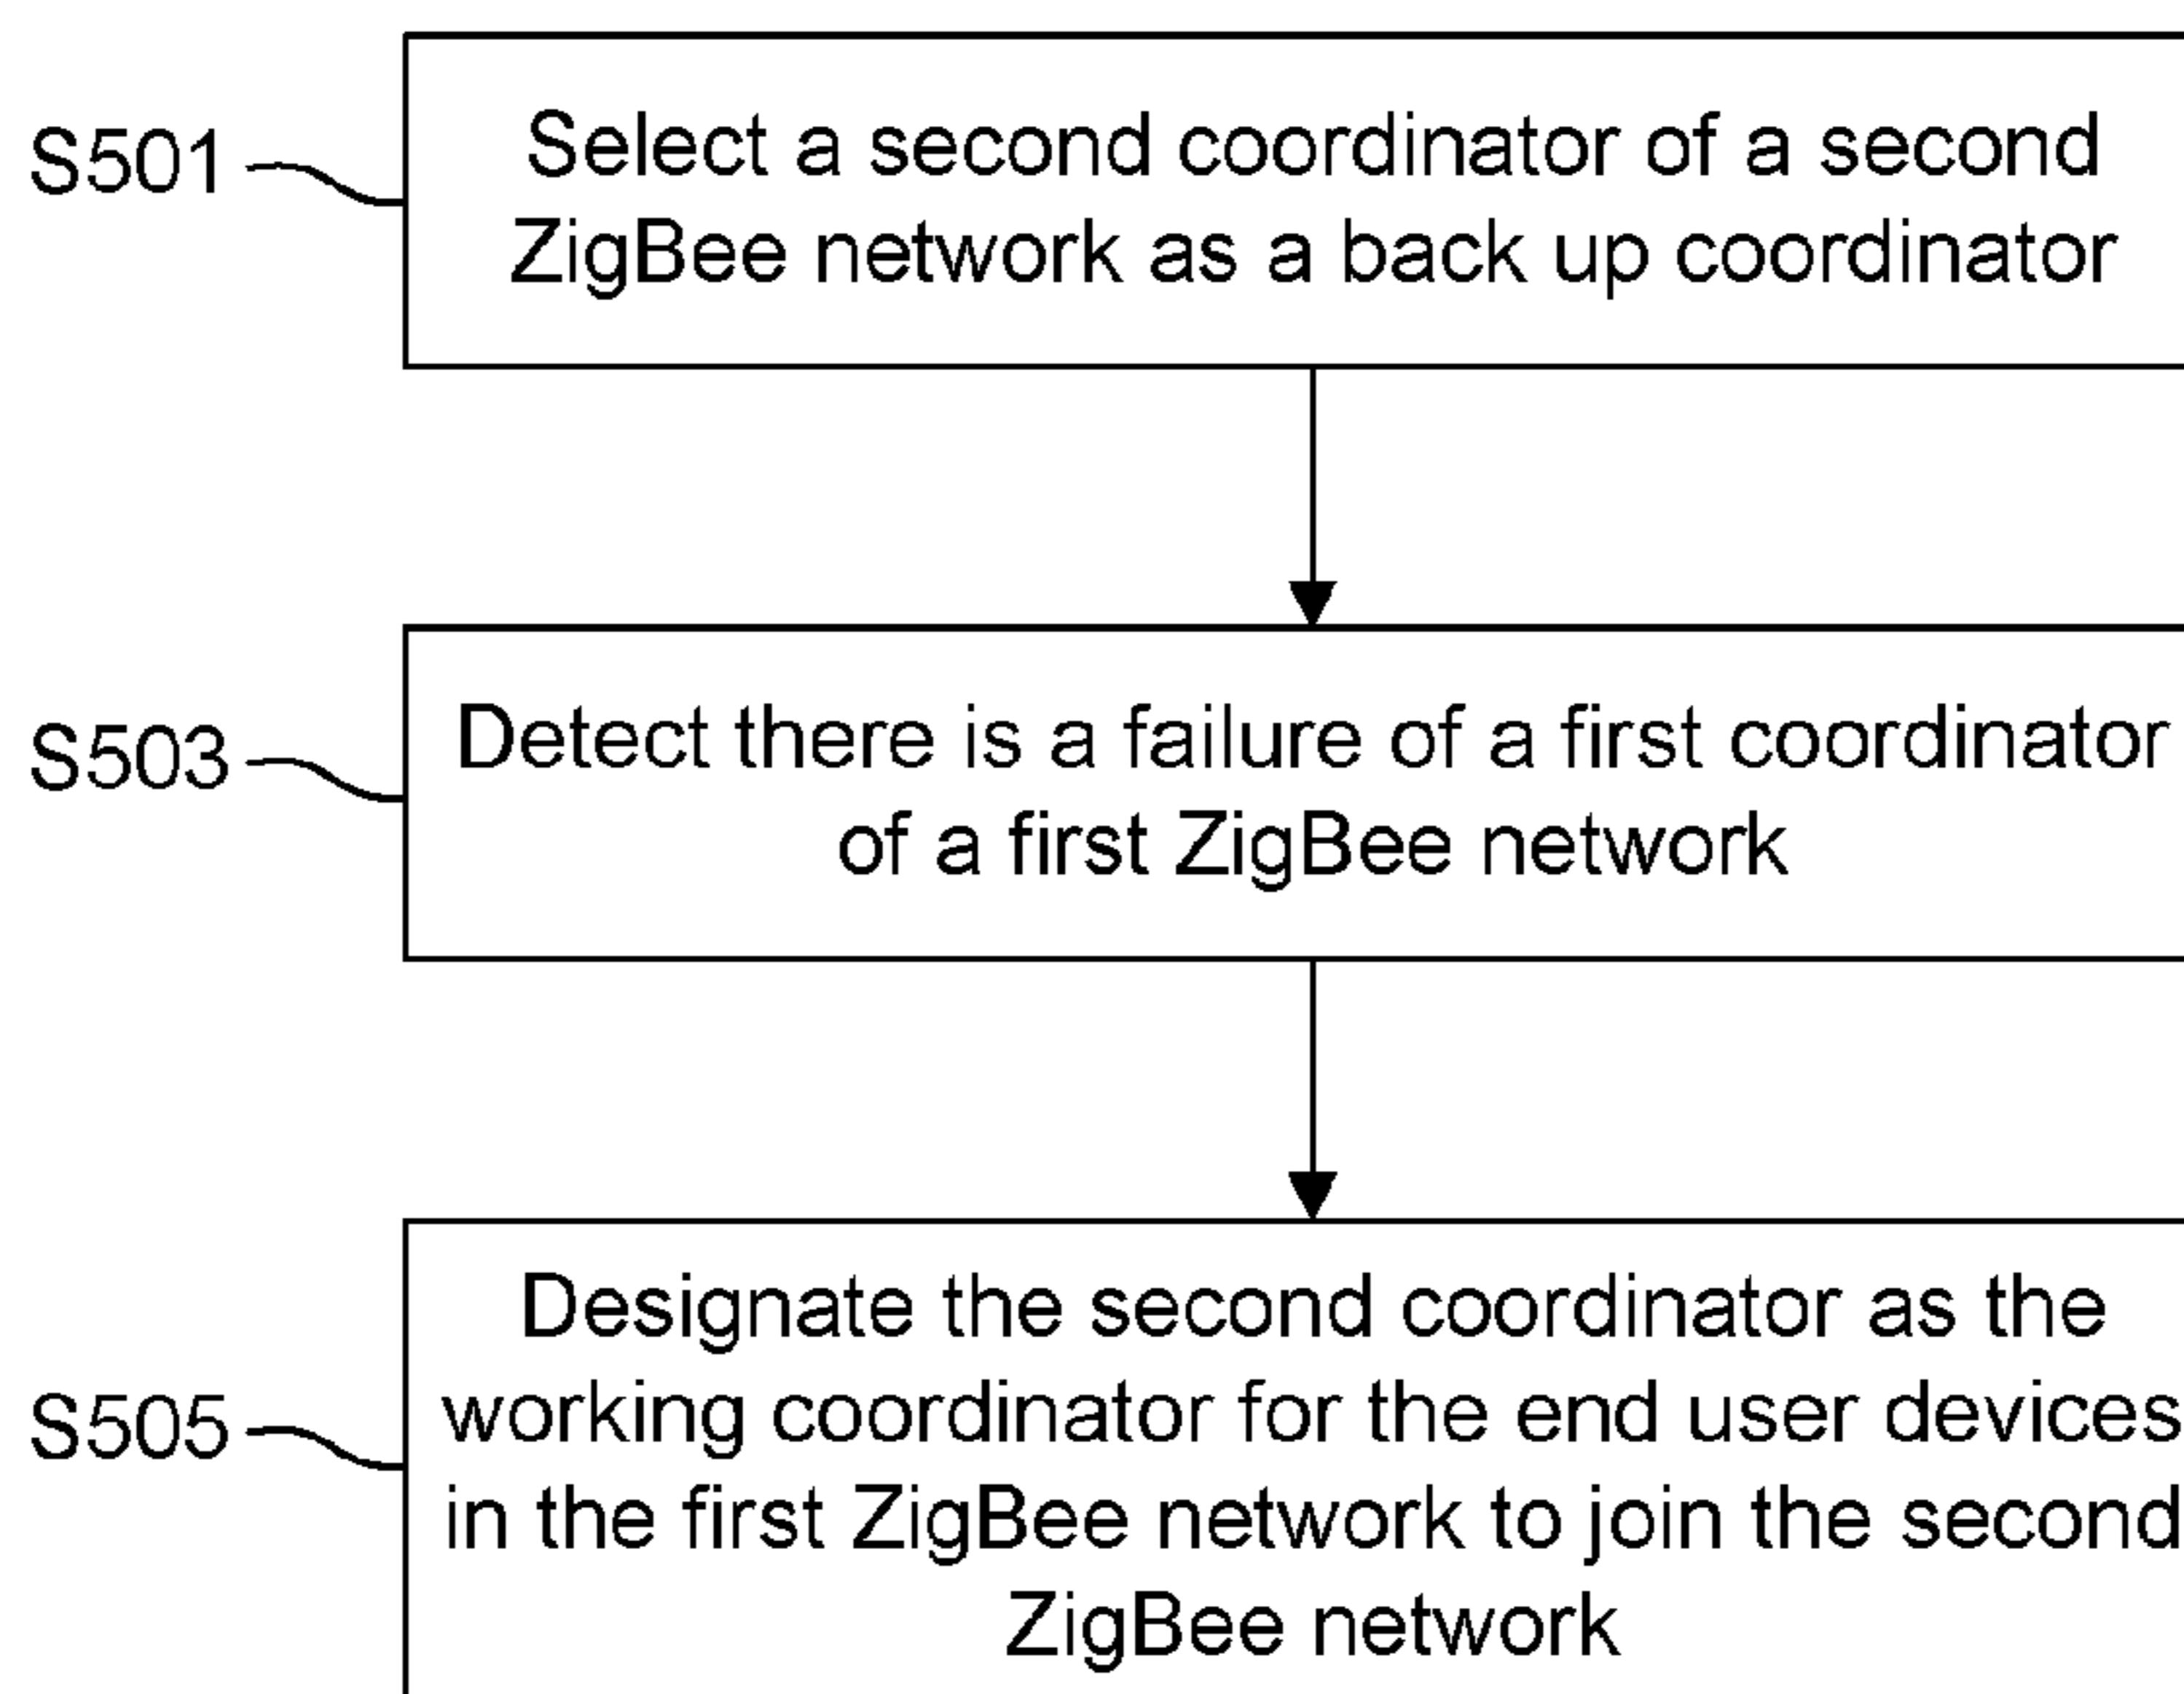 S501
Select a second coordinator of a second
ZigBee network as a back up coordinator
S503
Detect there is a failure of a first coordinator
of a first ZigBee network
S505
Designate the second coordinator as the
working coordinator for the end user devices
in the first ZigBee network to join the second
ZigBee network